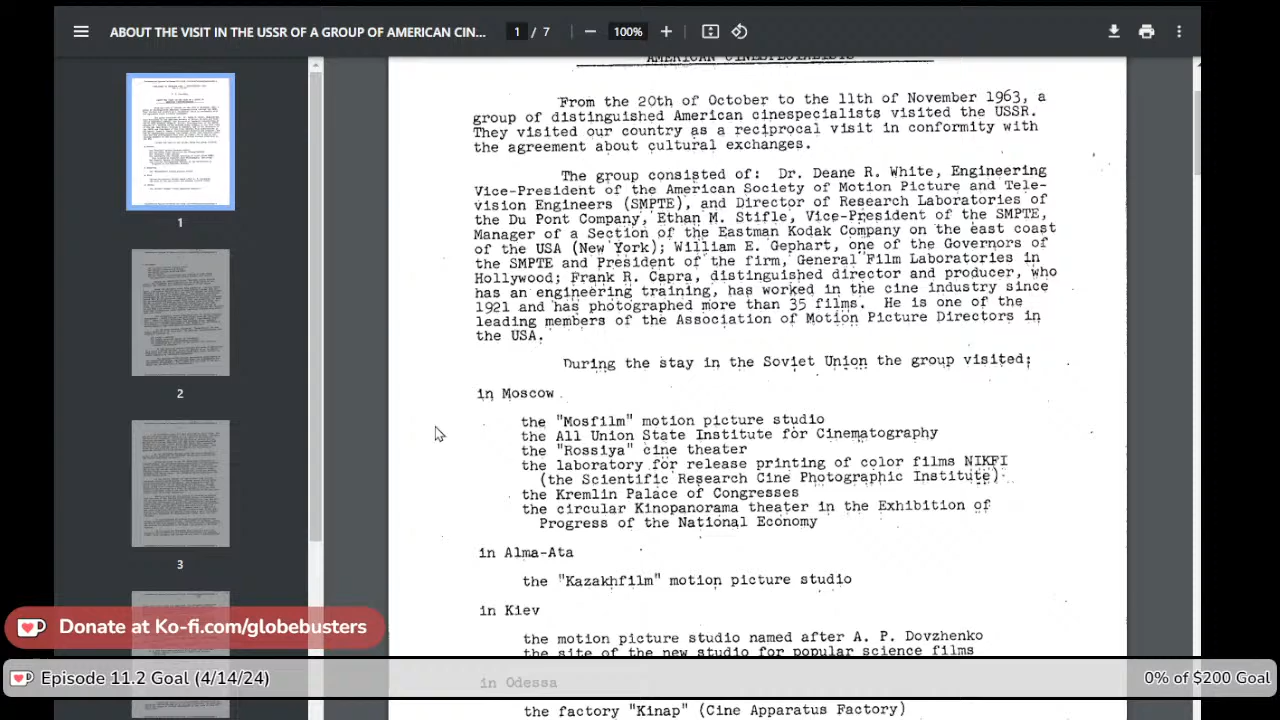 ABOUT THE VISIT IN THE USSR OF A GROUP OF AMERICAN CIN...
1 / 7
100%
AMERICAN CINESPECIALISTS
From the 20th of October to the 11th of November 1963, a
group of distinguished American cinespecialists visited the USSR.
They visited our country as a reciprocal visit in conformity with
the agreement about cultural exchanges.
The group consisted of: Dr. Deane R. White, Engineering
Vice-President of the American Society of Motion Picture and Tele-
vision Engineers (SMPTE), and Director of Research Laboratories of
the Du Pont Company, Ethan M. Stifle, Vice-President of the SMPTE,
Manager of a Section of the Eastman Kodak Company on the east coast
of the USA (New York); William E. Gephart, one of the Governors of
the SMPTE and President of the firm, General Film Laboratories in
Hollywood; Frank R. Capra, distinguished director and producer, who
has an engineering training, has worked in the cine industry since
1921 and has photographed more than 35 films. He is one of the
leading members of the Association of Motion Picture Directors in
the USA.
During the stay in the Soviet Union the group visited;
in Moscow
the "Mosfilm" motion picture studio
the All Union State Institute for Cinematography
the "Rossiya" cine theater
the laboratory for release printing of color films NIKFI
(the Scientific Research Cine Photographic Institute)
the Kremlin Palace of Congresses
the circular Kinopanorama theater in the Exhibition of
Progress of the National Economy
in Alma-Ata
the "Kazakhfilm" motion picture studio
in Kiev
the motion picture studio named after A. P. Dovzhenko
the site of the new studio for popular science films
in Odessa
the factory "Kinap" (Cine Apparatus Factory)
1
2
3
Donate at Ko-fi.com/globebusters
Episode 11.2 Goal (4/14/24)
0% of $200 Goal